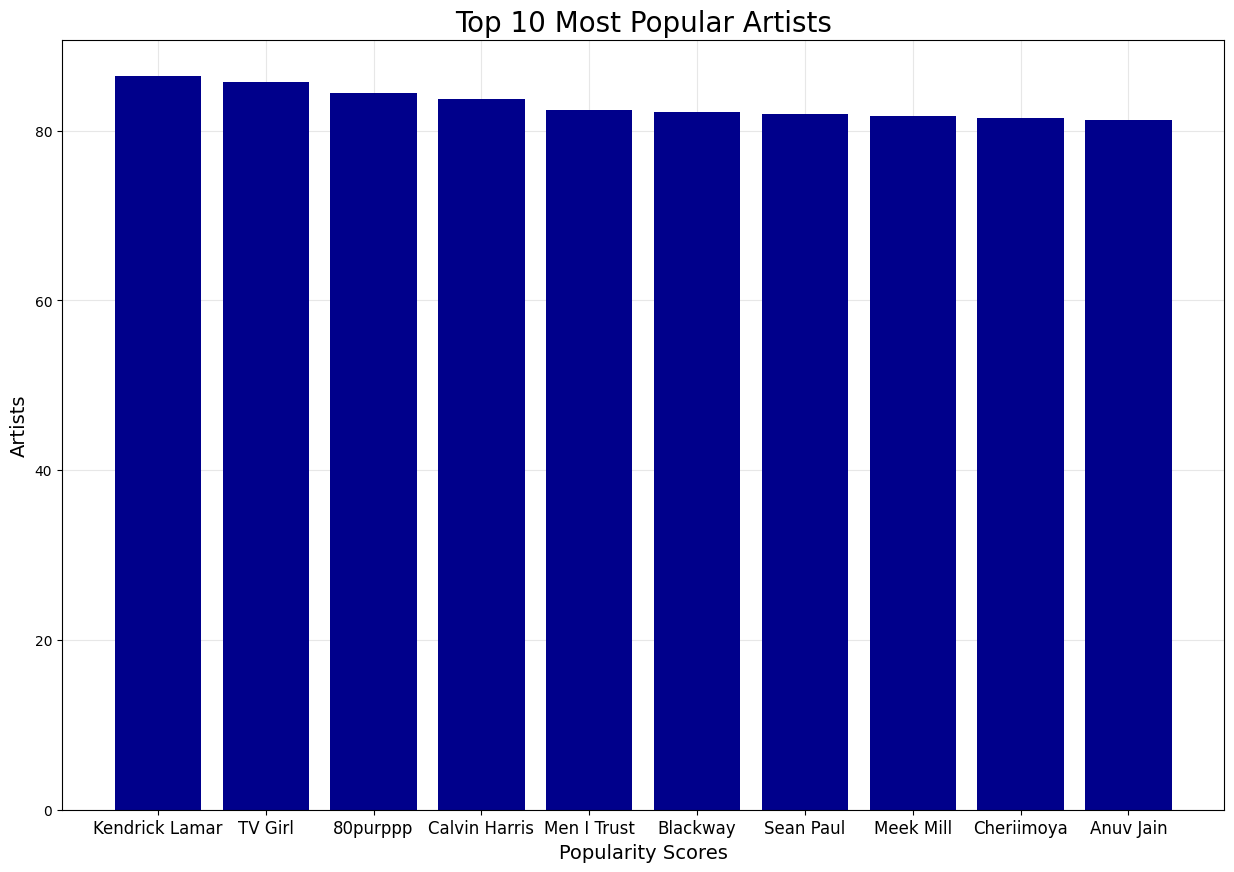 Top 10 Most Popular Artists
Artists
80
60
40
20
0
Kendrick Lamar TV Girl 80purppp Calvin Harris Men I Trust Blackway Sean Paul Meek Mill Cheriimoya Anuv Jain
Popularity Scores